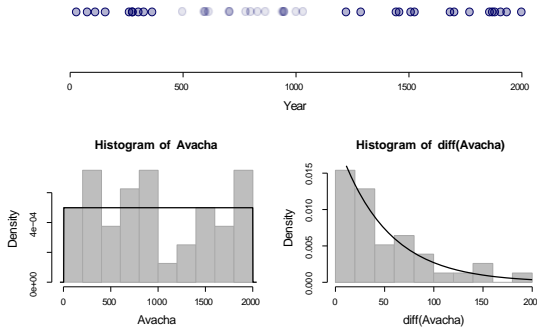 0 500 1000 1500 2000
Year
Histogram of Avacha
Histogram of diff(Avacha)
Density
0e+00 4e-04
0 500 1000 1500 2000
Avacha
Density
0.000 0.005 0.010 0.015
0 50 100 150 200
diff(Avacha)